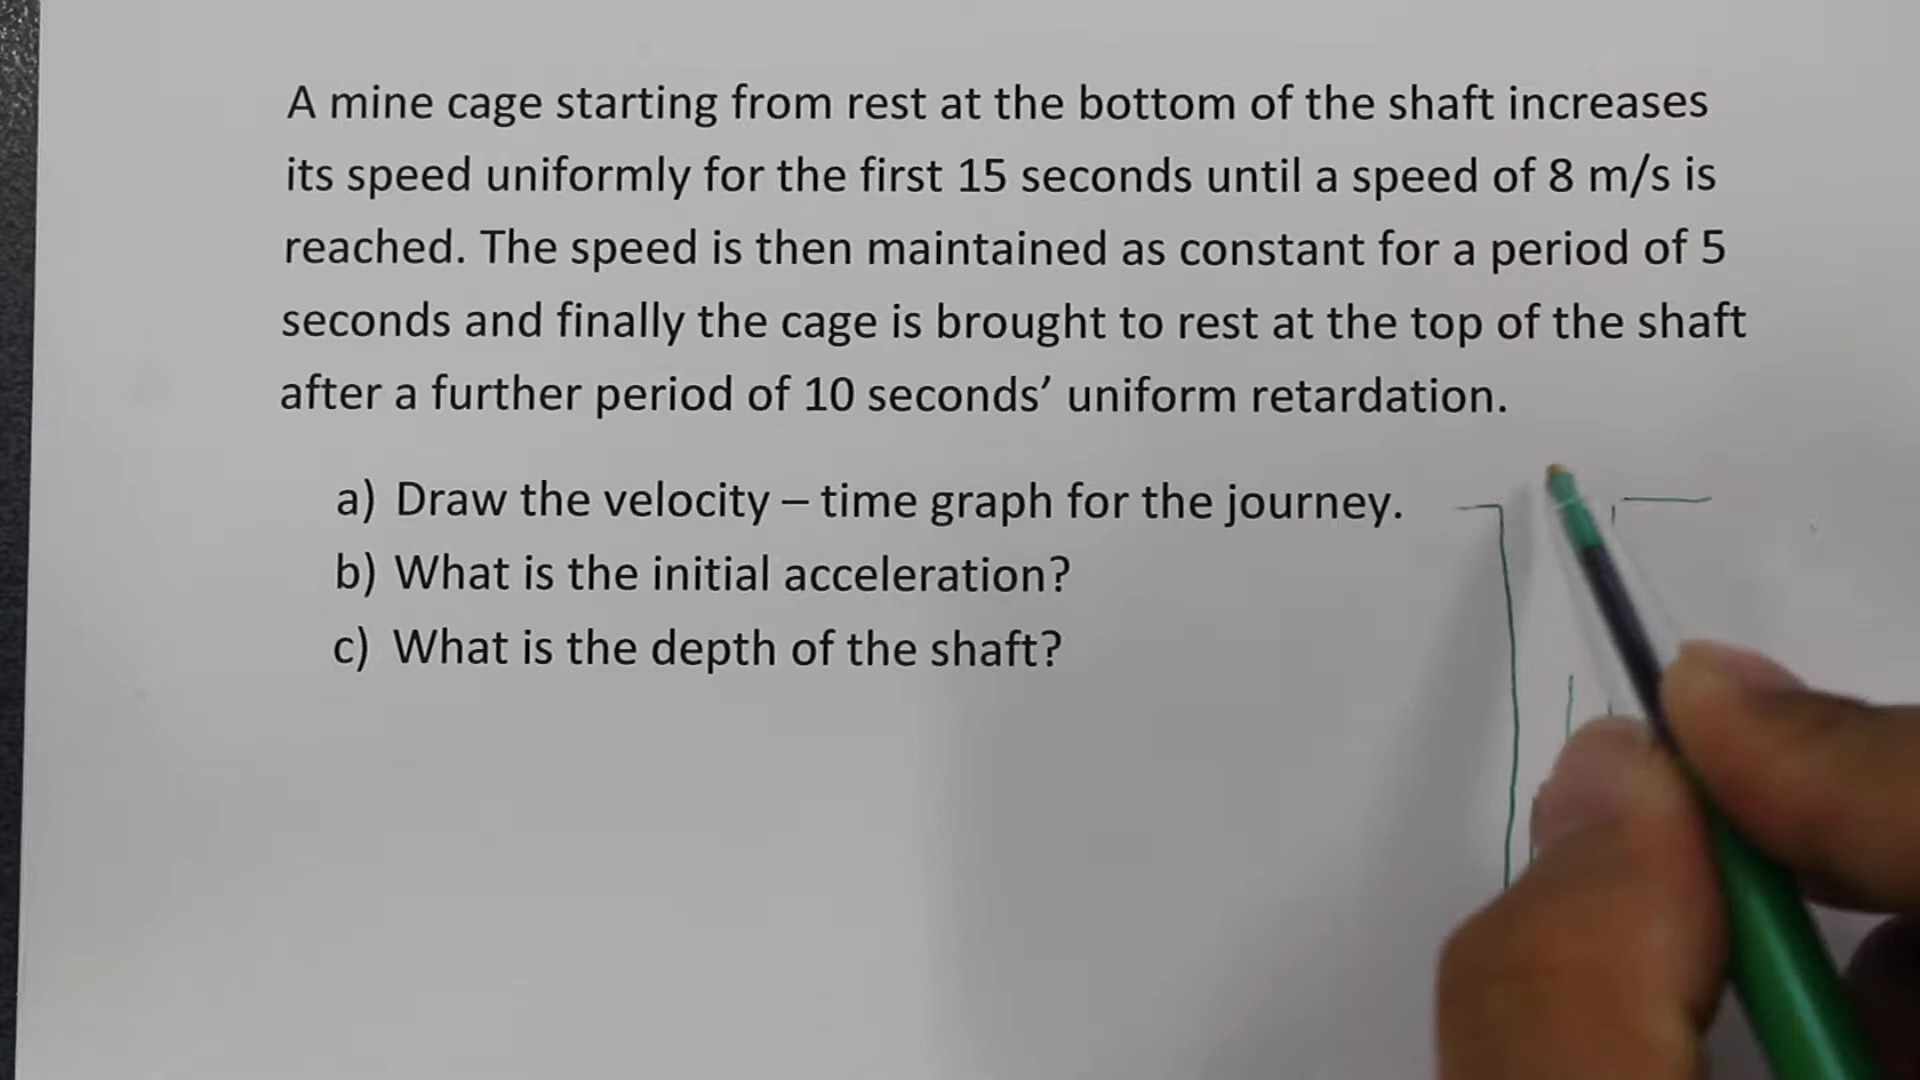 A mine cage starting from rest at the bottom of the shaft increases
its speed uniformly for the first 15 seconds until a speed of 8 m/s is
reached. The speed is then maintained as constant for a period of 5
seconds and finally the cage is brought to rest at the top of the shaft
after a further period of 10 seconds’ uniform retardation.
a) Draw the velocity – time graph for the journey.
b) What is the initial acceleration?
c) What is the depth of the shaft?